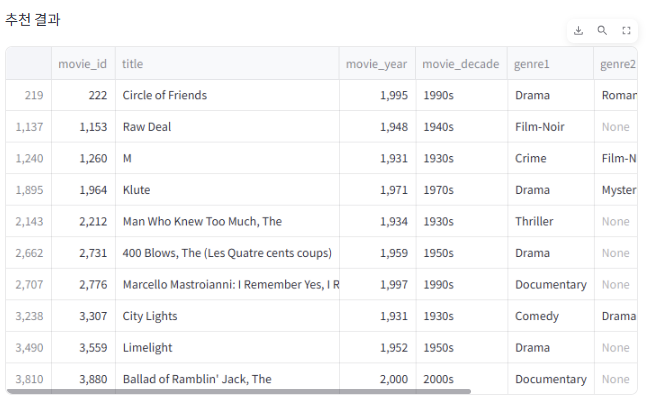 추천 결과
movie_id title movie_year movie_decade genre1 genre2
219 222 Circle of Friends 1,995 1990s Drama Roman
1,137 1,153 Raw Deal 1,948 1940s Film-Noir None
1,240 1,260 M 1,931 1930s Crime Film-N
1,895 1,964 Klute 1,971 1970s Drama Myster
2,143 2,212 Man Who Knew Too Much, The 1,934 1930s Thriller None
2,662 2,731 400 Blows, The (Les Quatre cents coups) 1,959 1950s Drama None
2,707 2,776 Marcello Mastroianni: I Remember Yes, I R 1,997 1990s Documentary None
3,238 3,307 City Lights 1,931 1930s Comedy Drama
3,490 3,559 Limelight 1,952 1950s Drama None
3,810 3,880 Ballad of Ramblin' Jack, The 2,000 2000s Documentary None